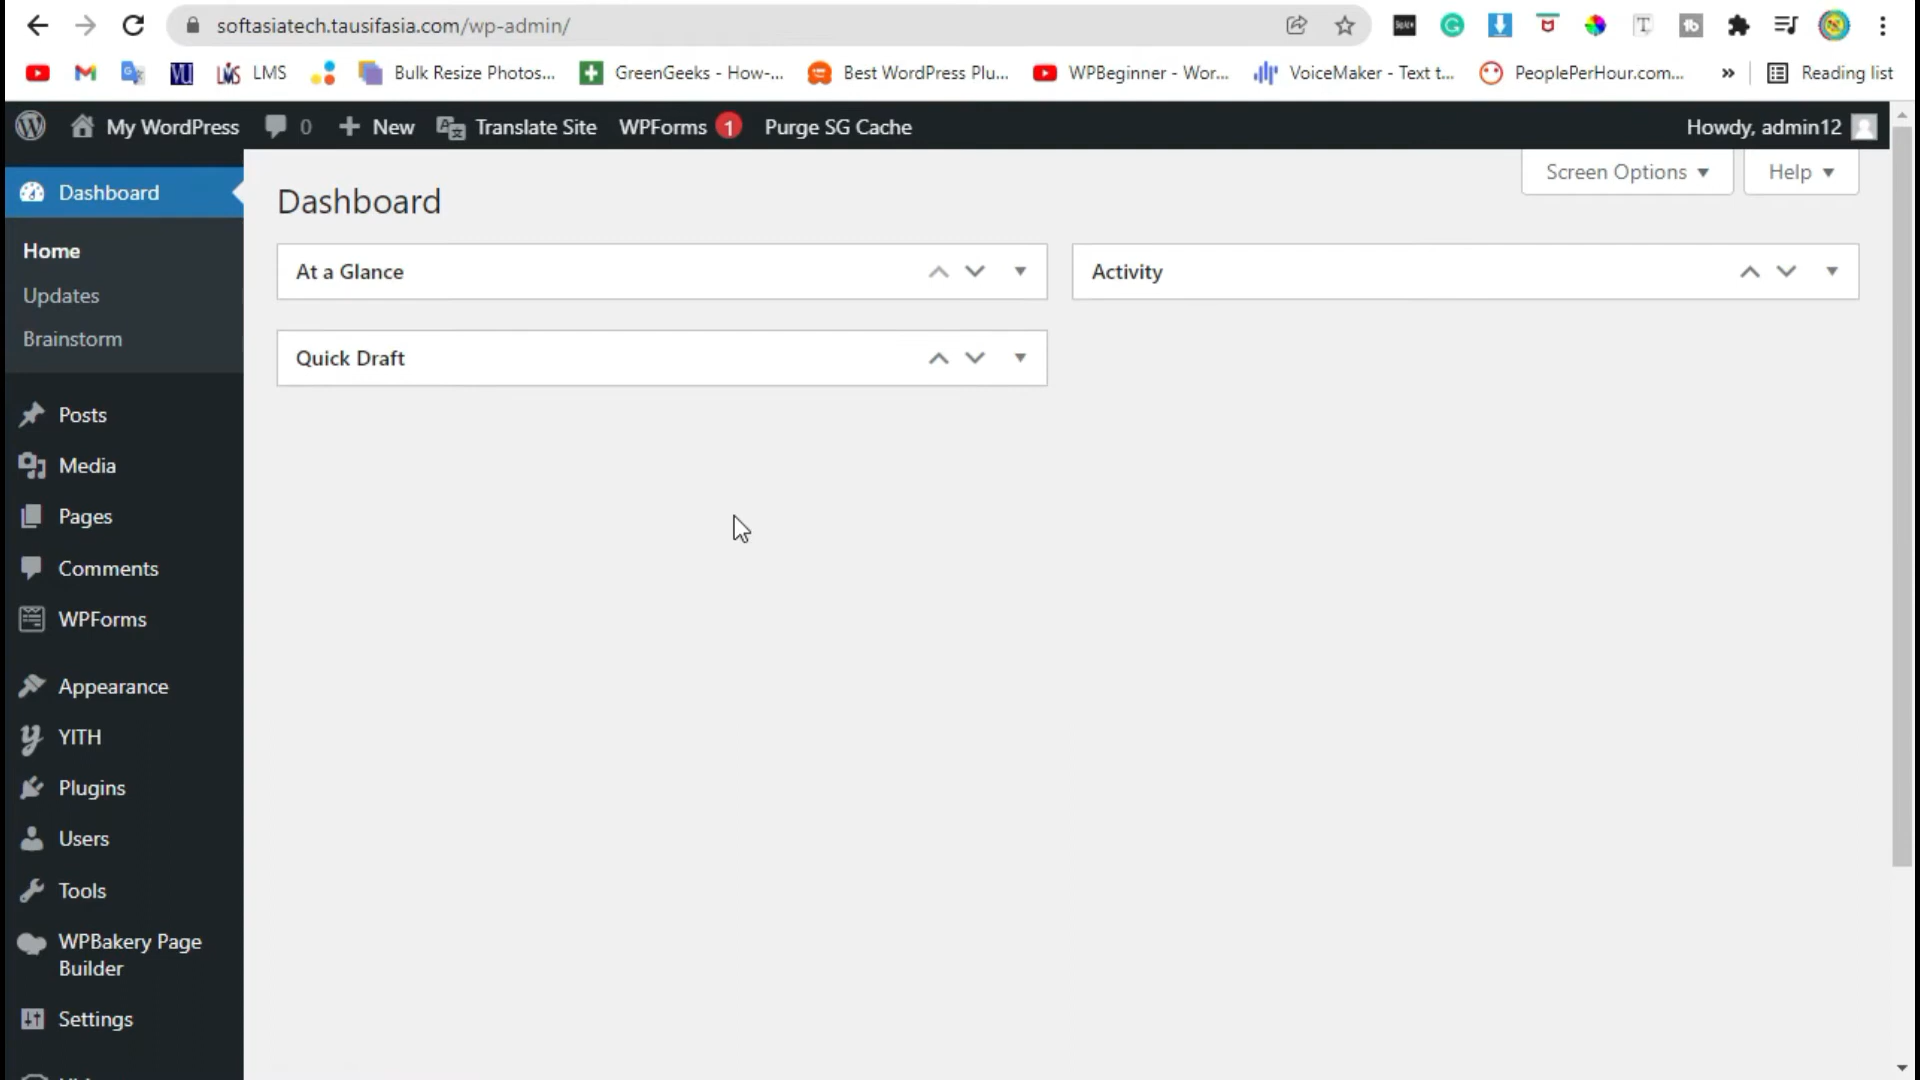 softasiatech.tausifasia.com/wp-admin/
LMS Bulk Resize Photos... GreenGeeks - How-... Best WordPress Plu... WPBeginner - Wor... VoiceMaker - Text t... PeoplePerHour.com... » Reading list
My WordPress 0 New Translate Site WPForms 1 Purge SG Cache Howdy, admin12
Screen Options ▼ Help ▼
Dashboard
Dashboard
Home
Updates
Brainstorm
Posts
Media
Pages
Comments
WPForms
Appearance
YITH
Plugins
Users
Tools
WPBakery Page
Builder
Settings
At a Glance
Activity
Quick Draft